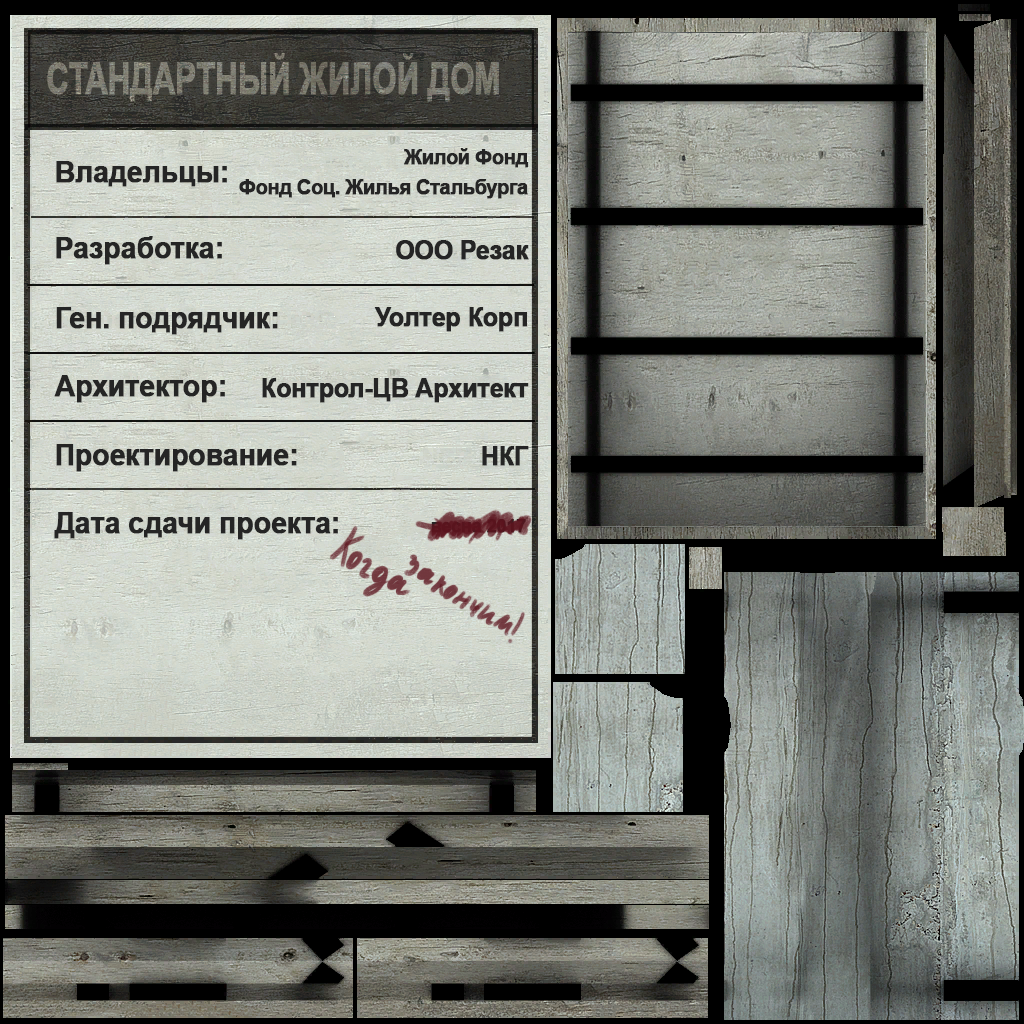 СТАНДАРТНЫЙ ЖИЛОЙ ДОМ
Владельцы: Жилой Фонд
Фонд Соц. Жилья Стальбурга
Разработка: ООО Резак
Ген. подрядчик: Уолтер Корп
Архитектор: Контрол-ЦВ Архитект
Проектирование: НКГ
Дата сдачи проекта:
Когда закончим!